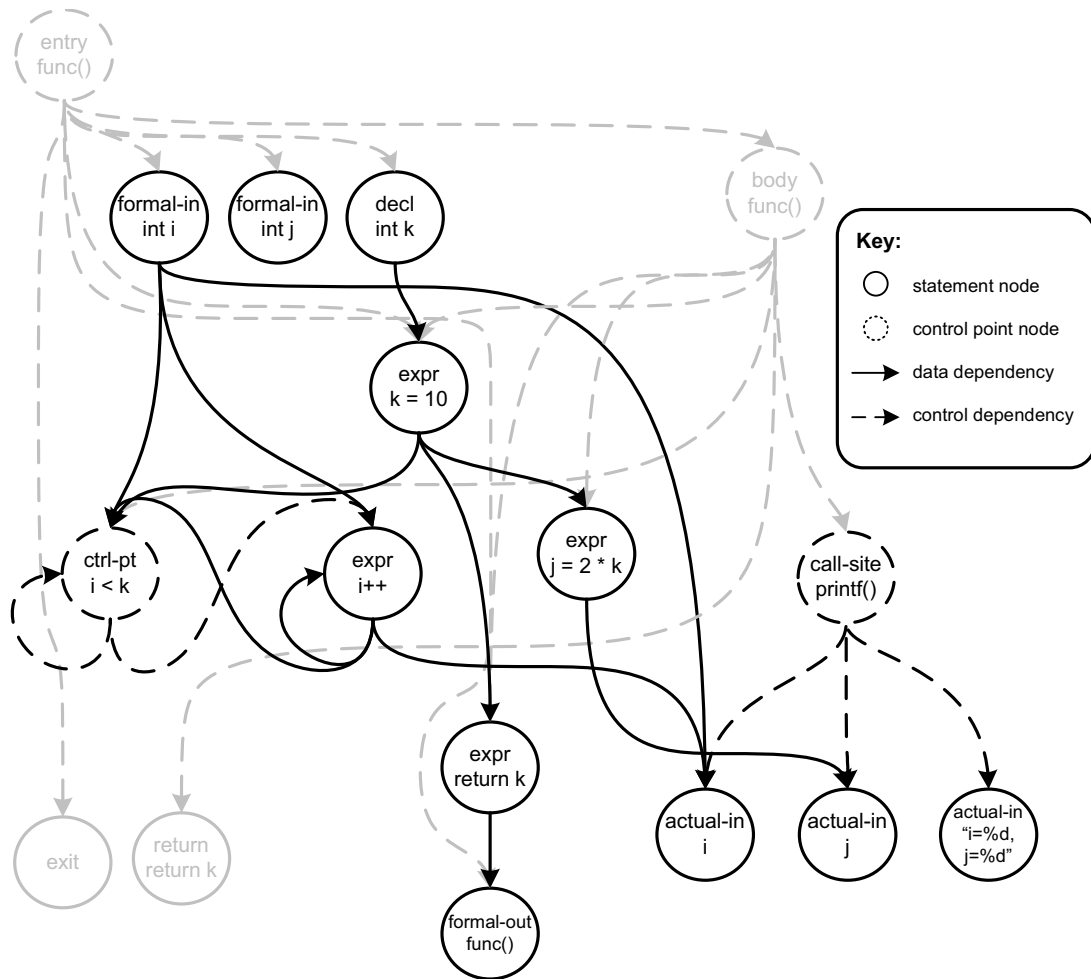 entry
func()
formal-in
int i
formal-in
int j
decl
int k
body
func()
Key:
statement node
control point node
data dependency
control dependency
expr
k = 10
ctrl-pt
i < k
expr
i++
expr
j = 2 * k
call-site
printf()
expr
return k
exit
return
return k
actual-in
i
actual-in
j
actual-in
“i=%d,
j=%d”
formal-out
func()